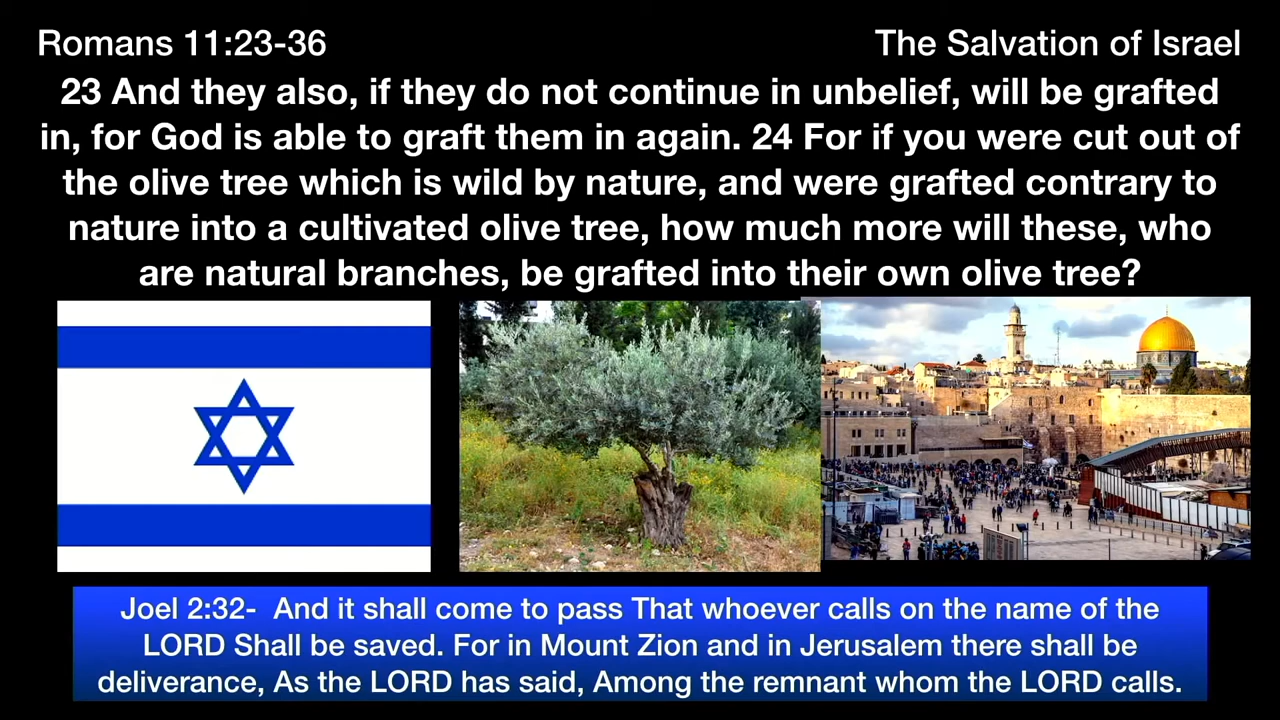 Romans 11:23-36
The Salvation of Israel
23 And they also, if they do not continue in unbelief, will be grafted
in, for God is able to graft them in again. 24 For if you were cut out of
the olive tree which is wild by nature, and were grafted contrary to
nature into a cultivated olive tree, how much more will these, who
are natural branches, be grafted into their own olive tree?
Joel 2:32-  And it shall come to pass That whoever calls on the name of the
LORD Shall be saved. For in Mount Zion and in Jerusalem there shall be
deliverance, As the LORD has said, Among the remnant whom the LORD calls.